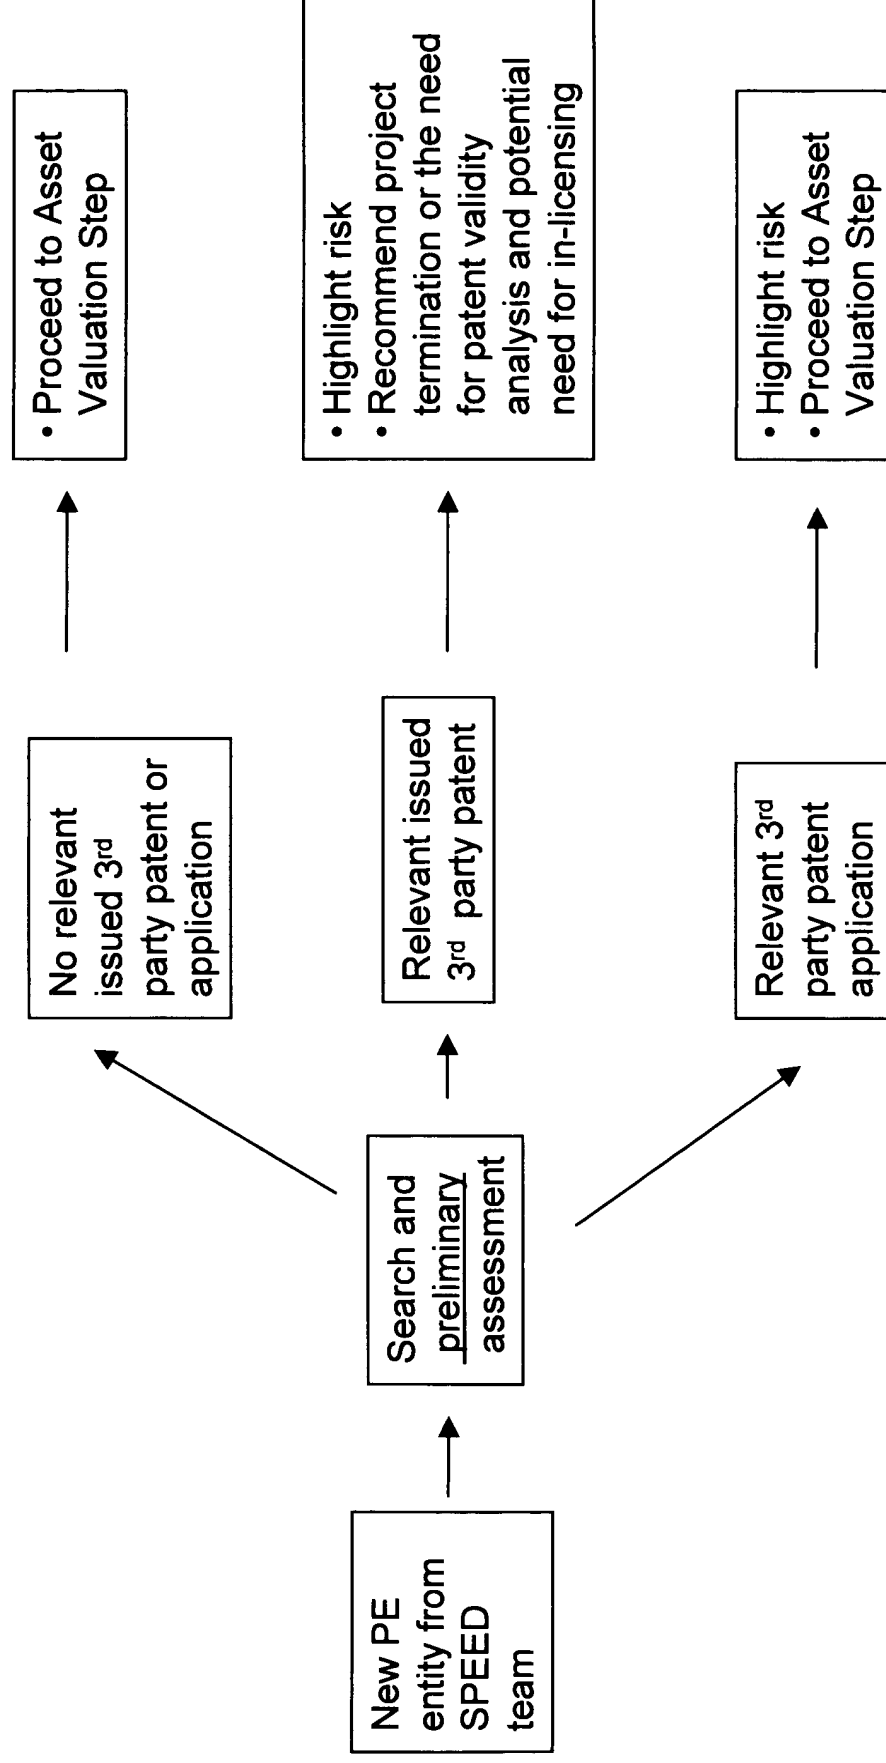 New PE
entity from
SPEED
team
Search and
preliminary
assessment
No relevant
issued 3rd
party patent or
application
• Proceed to Asset
Valuation Step
Relevant issued
3rd party patent
• Highlight risk
• Recommend project
termination or the need
for patent validity
analysis and potential
need for in-licensing
Relevant 3rd
party patent
application
• Highlight risk
• Proceed to Asset
Valuation Step